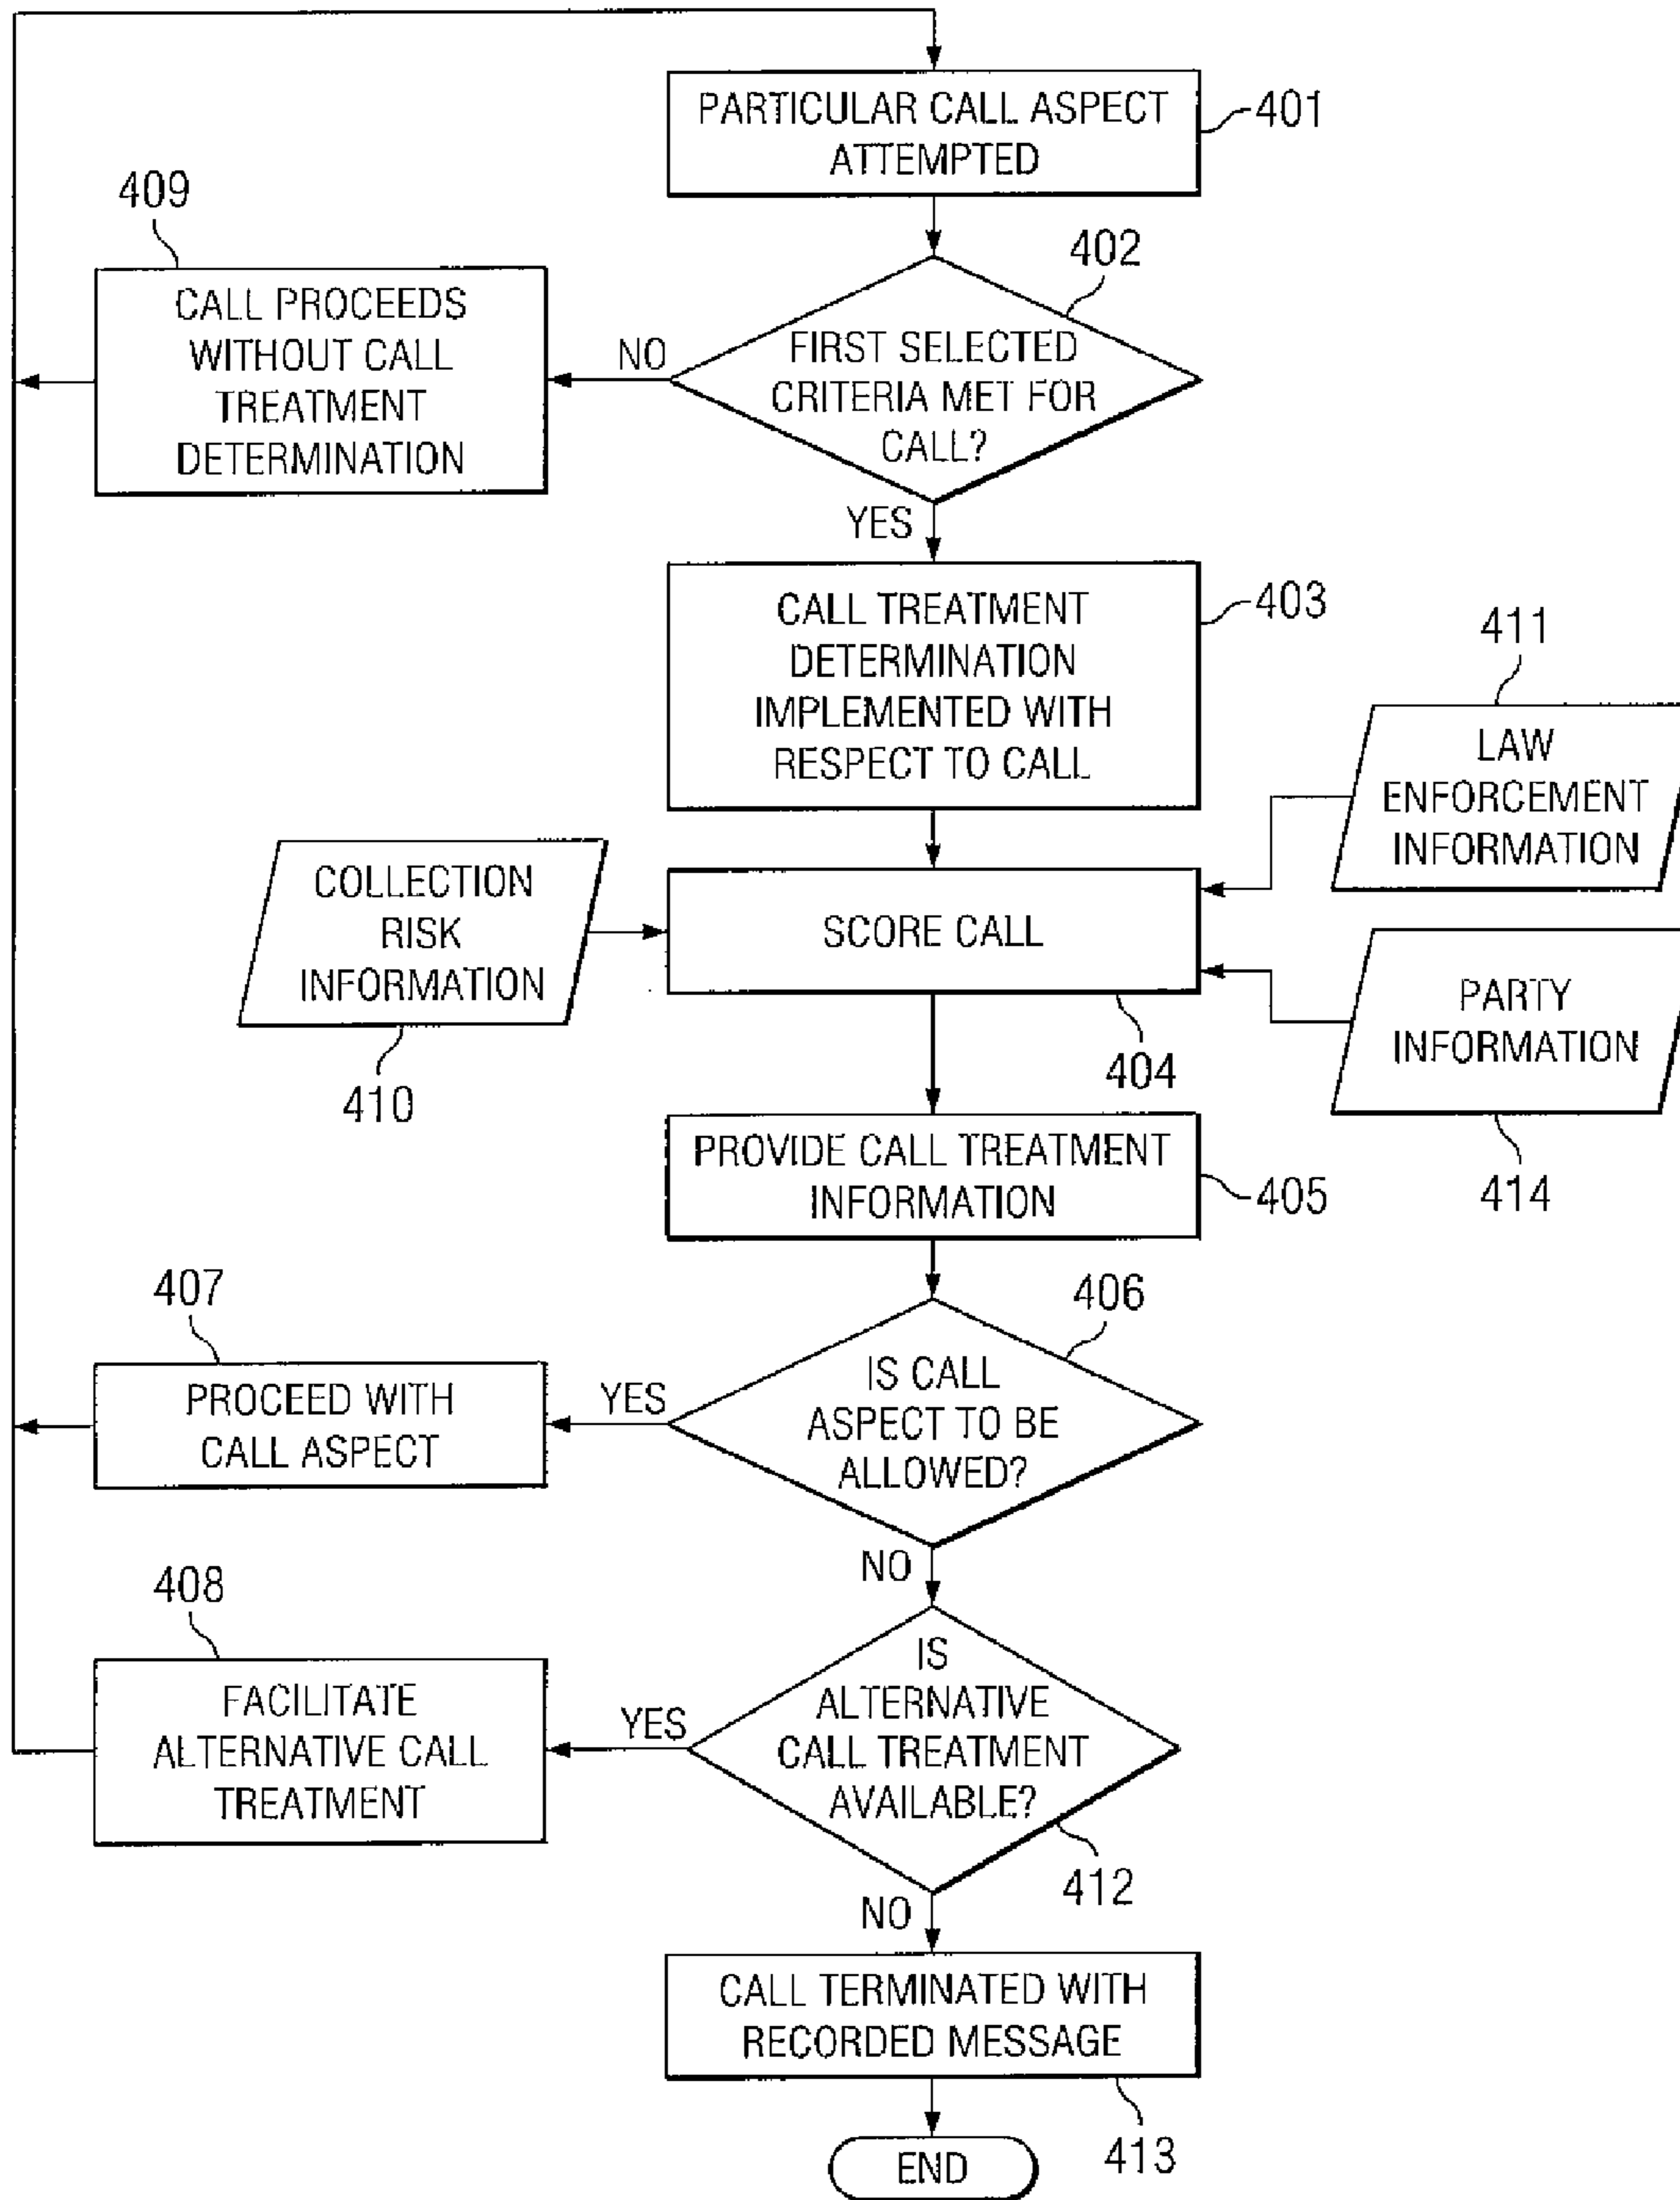 PARTICULAR CALL ASPECT
ATTEMPTED
401
409
CALL PROCEEDS
WITHOUT CALL
TREATMENT
DETERMINATION
NO
402
FIRST SELECTED
CRITERIA MET FOR
CALL?
YES
CALL TREATMENT
DETERMINATION
IMPLEMENTED WITH
RESPECT TO CALL
403
411
LAW
ENFORCEMENT
INFORMATION
COLLECTION
RISK
INFORMATION
410
SCORE CALL
404
PARTY
INFORMATION
414
PROVIDE CALL TREATMENT
INFORMATION
405
406
IS CALL
ASPECT TO BE
ALLOWED?
YES
407
PROCEED WITH
CALL ASPECT
NO
408
FACILITATE
ALTERNATIVE CALL
TREATMENT
YES
IS
ALTERNATIVE
CALL TREATMENT
AVAILABLE?
412
NO
CALL TERMINATED WITH
RECORDED MESSAGE
413
END